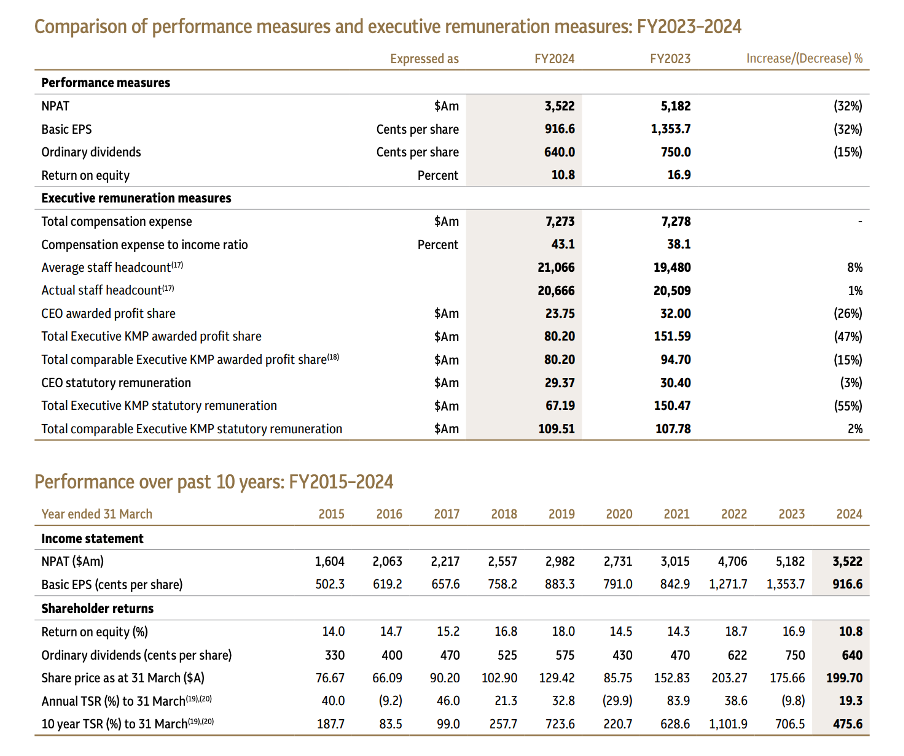 Comparison of performance measures and executive remuneration measures: FY2023–2024
Expressed as FY2024 FY2023 Increase/(Decrease) %
Performance measures
NPAT $Am 3,522 5,182 (32%)
Basic EPS Cents per share 916.6 1,353.7 (32%)
Ordinary dividends Cents per share 640.0 750.0 (15%)
Return on equity Percent 10.8 16.9
Executive remuneration measures
Total compensation expense $Am 7,273 7,278 -
Compensation expense to income ratio Percent 43.1 38.1
Average staff headcount(17) 21,066 19,480 8%
Actual staff headcount(17) 20,666 20,509 1%
CEO awarded profit share $Am 23.75 32.00 (26%)
Total Executive KMP awarded profit share $Am 80.20 151.59 (47%)
Total comparable Executive KMP awarded profit share(18) $Am 80.20 94.70 (15%)
CEO statutory remuneration $Am 29.37 30.40 (3%)
Total Executive KMP statutory remuneration $Am 67.19 150.47 (55%)
Total comparable Executive KMP statutory remuneration $Am 109.51 107.78 2%
Performance over past 10 years: FY2015–2024
Year ended 31 March 2015 2016 2017 2018 2019 2020 2021 2022 2023 2024
Income statement
NPAT ($Am) 1,604 2,063 2,217 2,557 2,982 2,731 3,015 4,706 5,182 3,522
Basic EPS (cents per share) 502.3 619.2 657.6 758.2 883.3 791.0 842.9 1,271.7 1,353.7 916.6
Shareholder returns
Return on equity (%) 14.0 14.7 15.2 16.8 18.0 14.5 14.3 18.7 16.9 10.8
Ordinary dividends (cents per share) 330 400 470 525 575 430 470 622 750 640
Share price as at 31 March ($A) 76.67 66.09 90.20 102.90 129.42 85.75 152.83 203.27 175.66 199.70
Annual TSR (%) to 31 March(19),(20) 40.0 (9.2) 46.0 21.3 32.8 (29.9) 83.9 38.6 (9.8) 19.3
10 year TSR (%) to 31 March(19),(20) 187.7 83.5 99.0 257.7 723.6 220.7 628.6 1,101.9 706.5 475.6